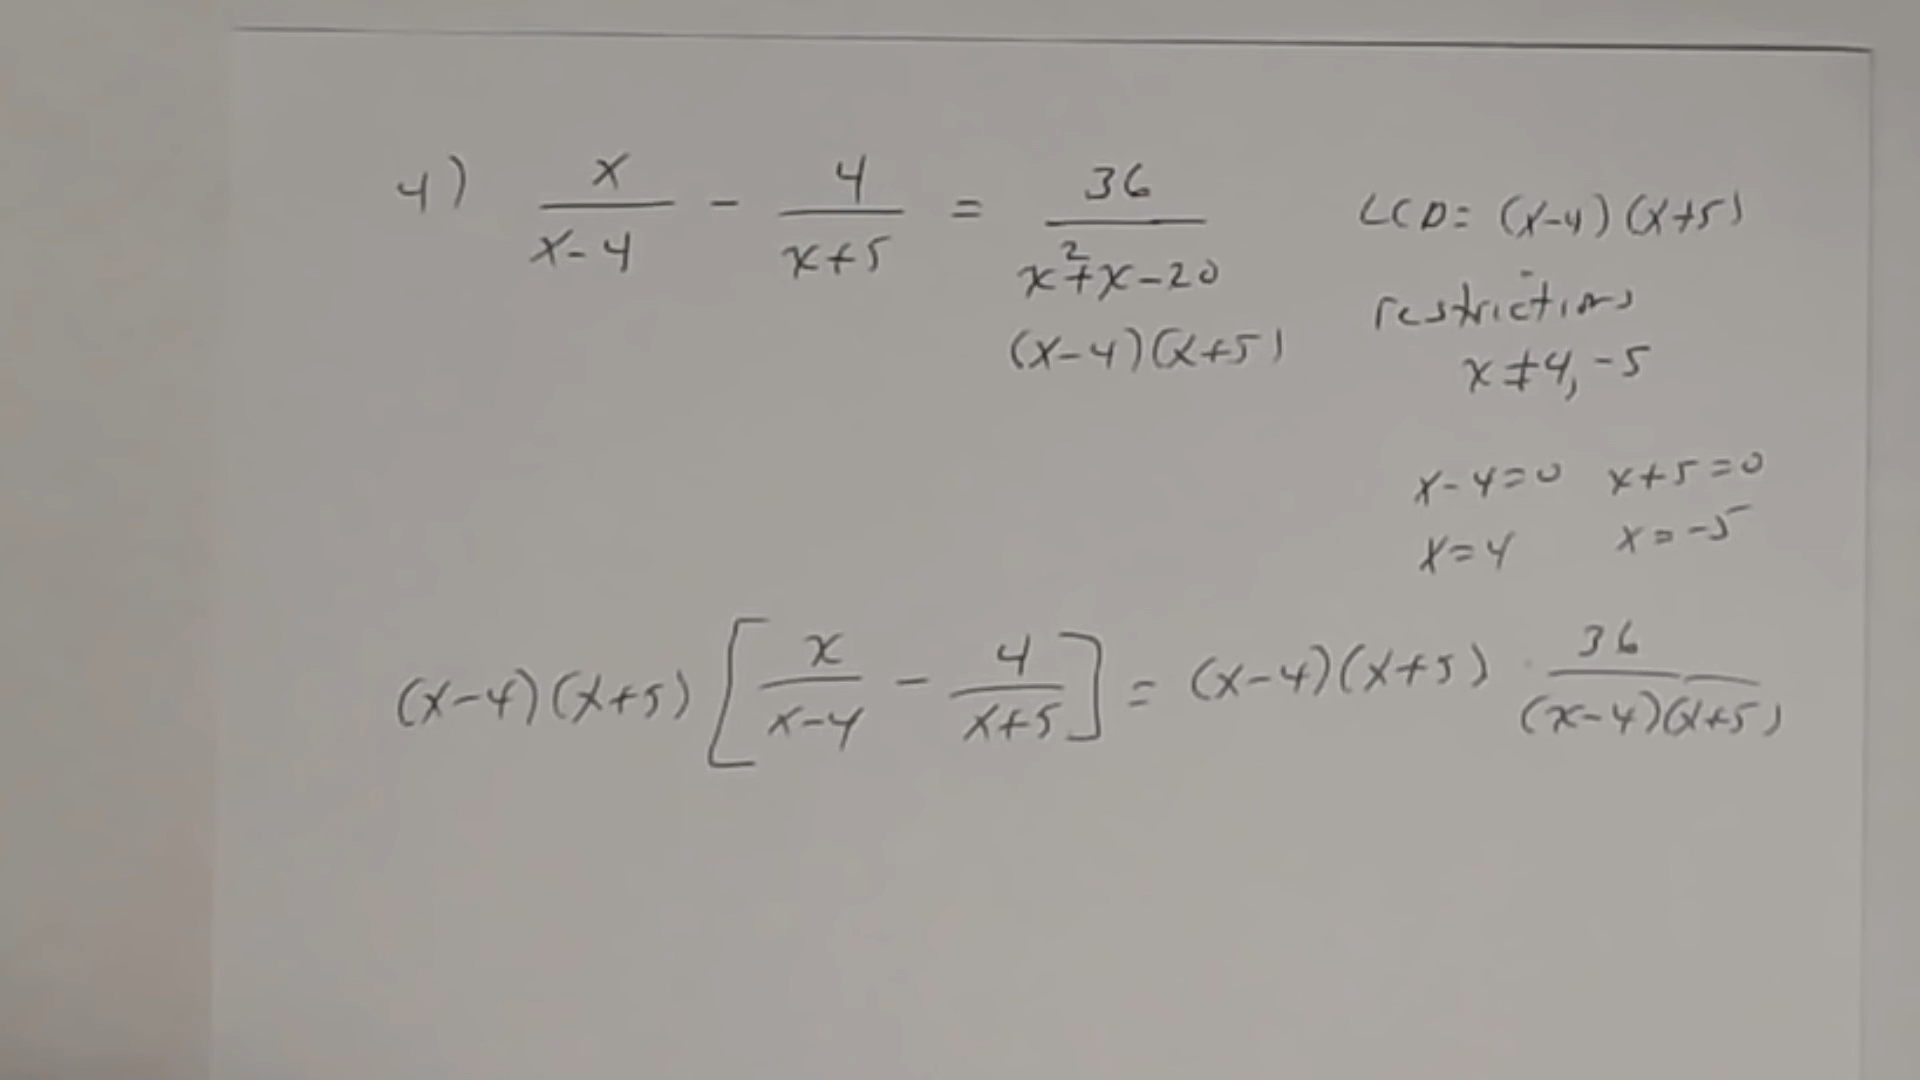 4) x/(x-4) - 4/(x+5) = 36/(x²+x-20)
(x-4)(x+5)
LCD= (x-4)(x+5)
restrictions
x≠4, -5
x-4=0 x+5=0
x=4 x=-5
(x-4)(x+5)[x/(x-4) - 4/(x+5)] = (x-4)(x+5) · 36/((x-4)(x+5))